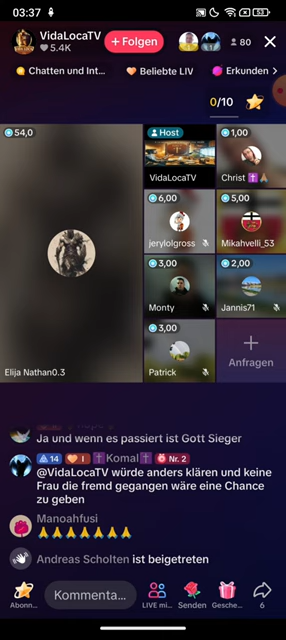 03:37
53
VidaLocaTV
5.4K
+ Folgen
80
Chatten und Int...
Beliebte LIV
Erkunden
0/10
54,0
Host
VidaLocaTV
1,00
Christ
6,00
jerylolgross
5,00
Mikahvelli_53
3,00
Monty
2,00
Jannis71
3,00
Patrick
Anfragen
Elija Nathan0.3
Ja und wenn es passiert ist Gott Sieger
14 I Komal Nr. 2
@VidaLocaTV würde anders klären und keine
Frau die fremd gegangen wäre eine Chance
zu geben
Manoahfusi
🙏🙏🙏🙏🙏🙏🙏
Andreas Scholten ist beigetreten
Abonn...
Kommenta...
LIVE mi...
Senden
Gesche...
6